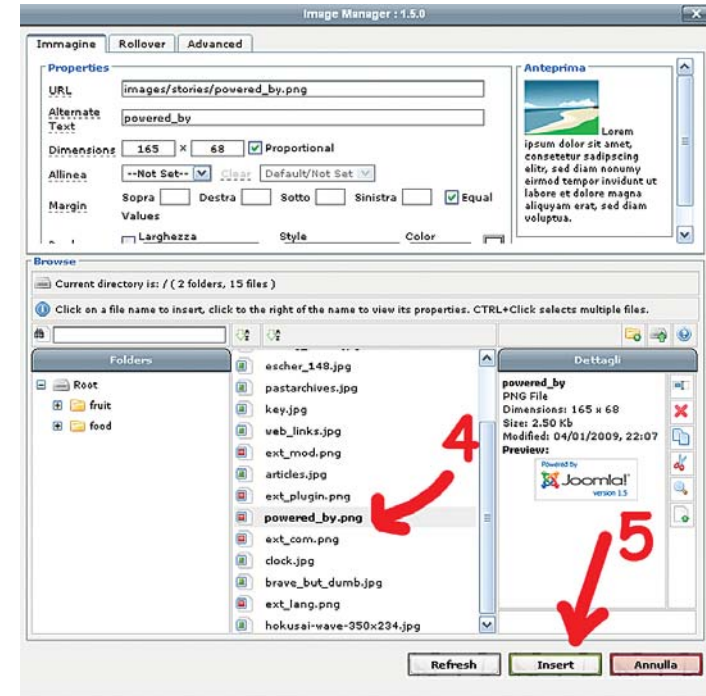 Image Manager : 1.5.0
Immagine Rollover Advanced
Properties
URL images/stories/powered_by.png
Alternate
Text powered_by
Dimensions 165 x 68 Proportional
Allinea --Not Set-- Clear Default/Not Set
Margin Sopra Destra Sotto Sinistra Equal
Values
Larghezza Style Color
Anteprima
Lorem
ipsum dolor sit amet,
consetetur sadipscing
elitr, sed diam nonumy
eirmod tempor invidunt ut
labore et dolore magna
aliquyam erat, sed diam
voluptua.
Browse
Current directory is: / ( 2 folders, 15 files )
Click on a file name to insert, click to the right of the name to view its properties. CTRL+Click selects multiple files.
Folders
Root
fruit
food
escher_148.jpg
pastarchives.jpg
key.jpg
web_links.jpg
ext_mod.png
articles.jpg
ext_plugin.png
powered_by.png
ext_com.png
clock.jpg
brave_but_dumb.jpg
ext_lang.png
hokusai-wave-350x234.jpg
4
Dettagli
powered_by
PNG File
Dimensions: 165 x 68
Size: 2.50 Kb
Modified: 04/01/2009, 22:07
Preview:
Powered by
Joomla!
version 1.5
5
Refresh Insert Annulla